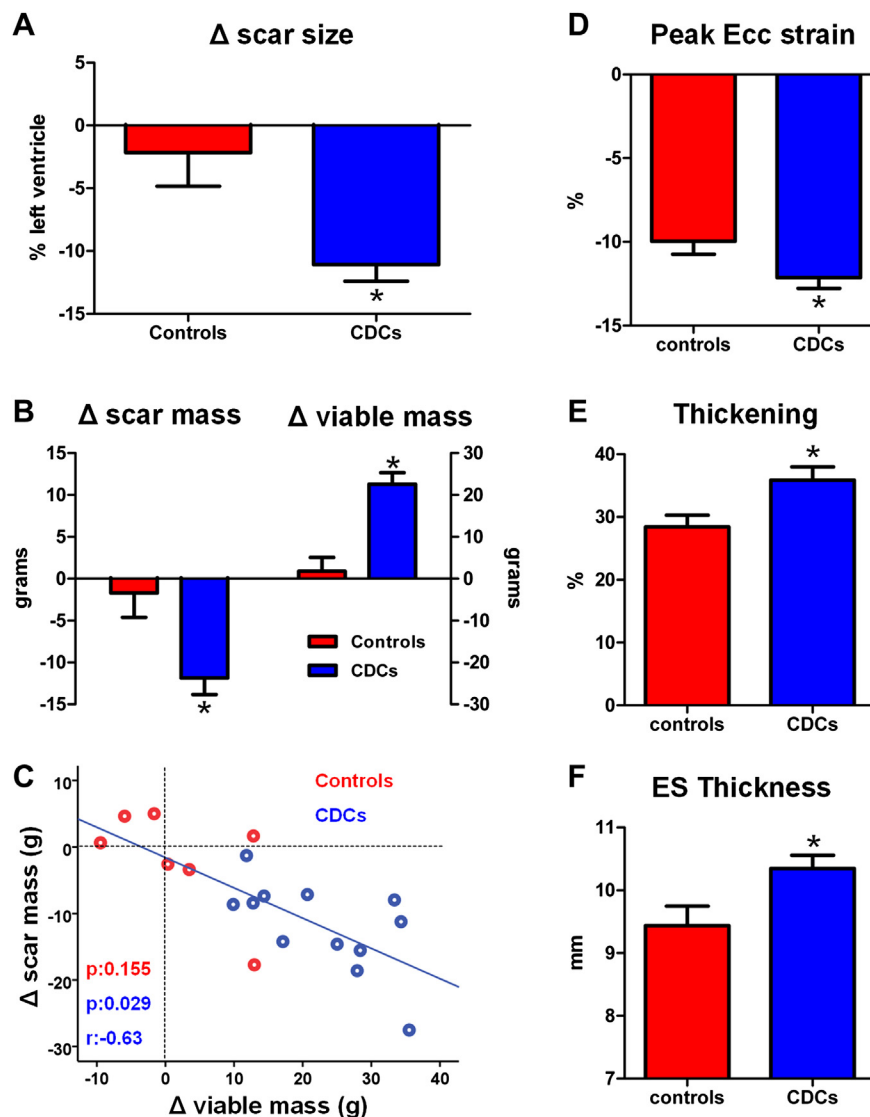 A
Δ scar size
% left ventricle
5
0
-5
-10
-15
*
Controls
CDCs
B
Δ scar mass
Δ viable mass
grams
15
10
5
0
-5
-10
-15
*
*
30
20
10
0
-10
-20
-30
grams
Controls
CDCs
C
Δ scar mass (g)
10
0
-10
-20
-30
Controls
CDCs
p:0.155
p:0.029
r:-0.63
-10
0
10
20
30
40
Δ viable mass (g)
D
Peak Ecc strain
%
0
-5
-10
-15
*
controls
CDCs
E
Thickening
%
40
30
20
10
0
*
controls
CDCs
F
ES Thickness
mm
11
10
9
8
7
*
controls
CDCs